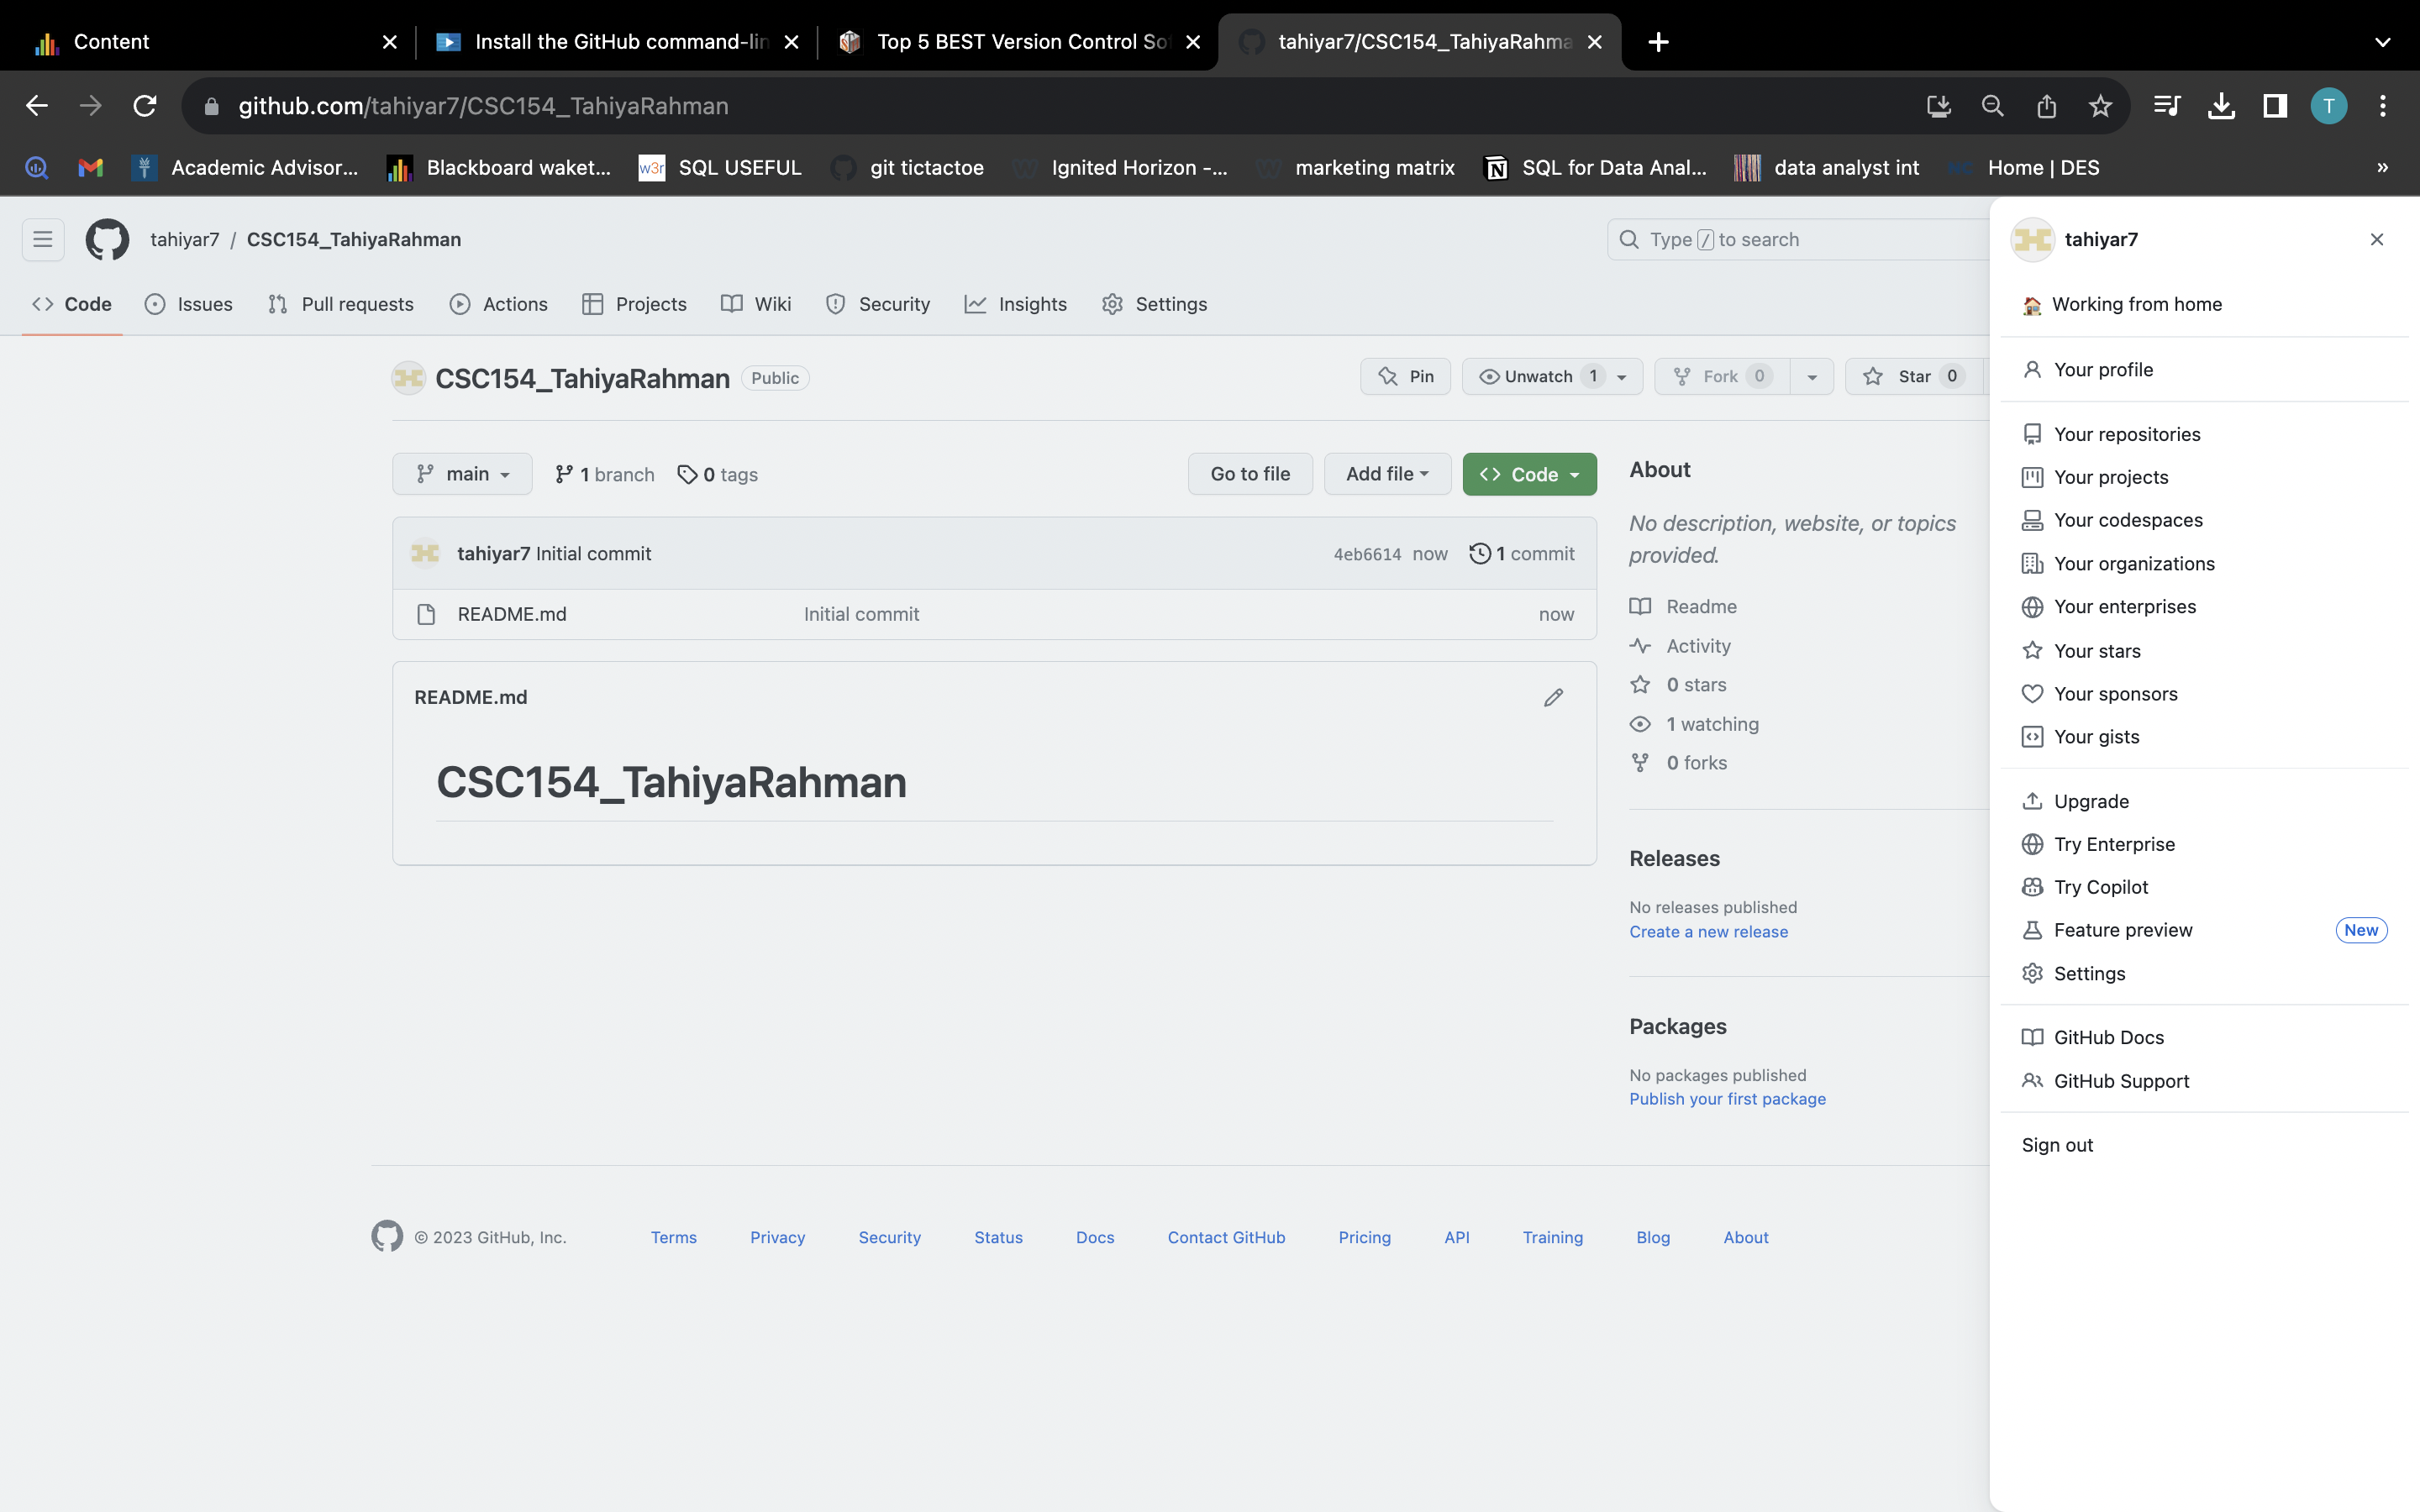 Content
Install the GitHub command-lin
Top 5 BEST Version Control Sof
tahiyar7/CSC154_TahiyaRahma
github.com/tahiyar7/CSC154_TahiyaRahman
T
Academic Advisor...
Blackboard waket...
w3r SQL USEFUL
git tictactoe
Ignited Horizon -...
marketing matrix
SQL for Data Anal...
data analyst int
Home | DES
»
tahiyar7 / CSC154_TahiyaRahman
Type / to search
Code
Issues
Pull requests
Actions
Projects
Wiki
Security
Insights
Settings
CSC154_TahiyaRahman Public
Pin
Unwatch 1
Fork 0
Star 0
main
1 branch
0 tags
Go to file
Add file
Code
tahiyar7 Initial commit
4eb6614 now
1 commit
README.md
Initial commit
now
README.md
CSC154_TahiyaRahman
About
No description, website, or topics
provided.
Readme
Activity
0 stars
1 watching
0 forks
Releases
No releases published
Create a new release
Packages
No packages published
Publish your first package
© 2023 GitHub, Inc.
Terms
Privacy
Security
Status
Docs
Contact GitHub
Pricing
API
Training
Blog
About
tahiyar7
Working from home
Your profile
Your repositories
Your projects
Your codespaces
Your organizations
Your enterprises
Your stars
Your sponsors
Your gists
Upgrade
Try Enterprise
Try Copilot
Feature preview New
Settings
GitHub Docs
GitHub Support
Sign out